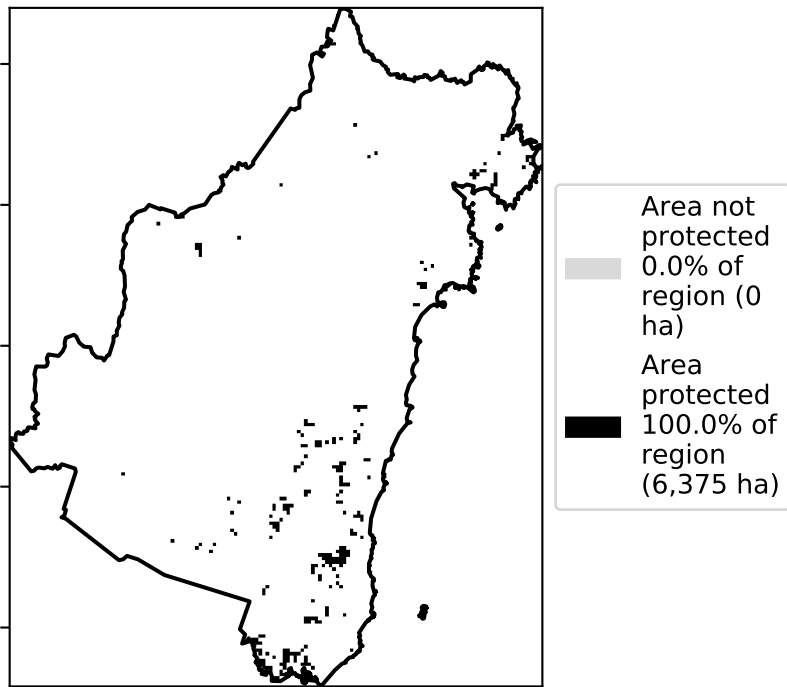 Area not
protected
0.0% of
region (0
ha)
Area
protected
100.0% of
region
(6,375 ha)